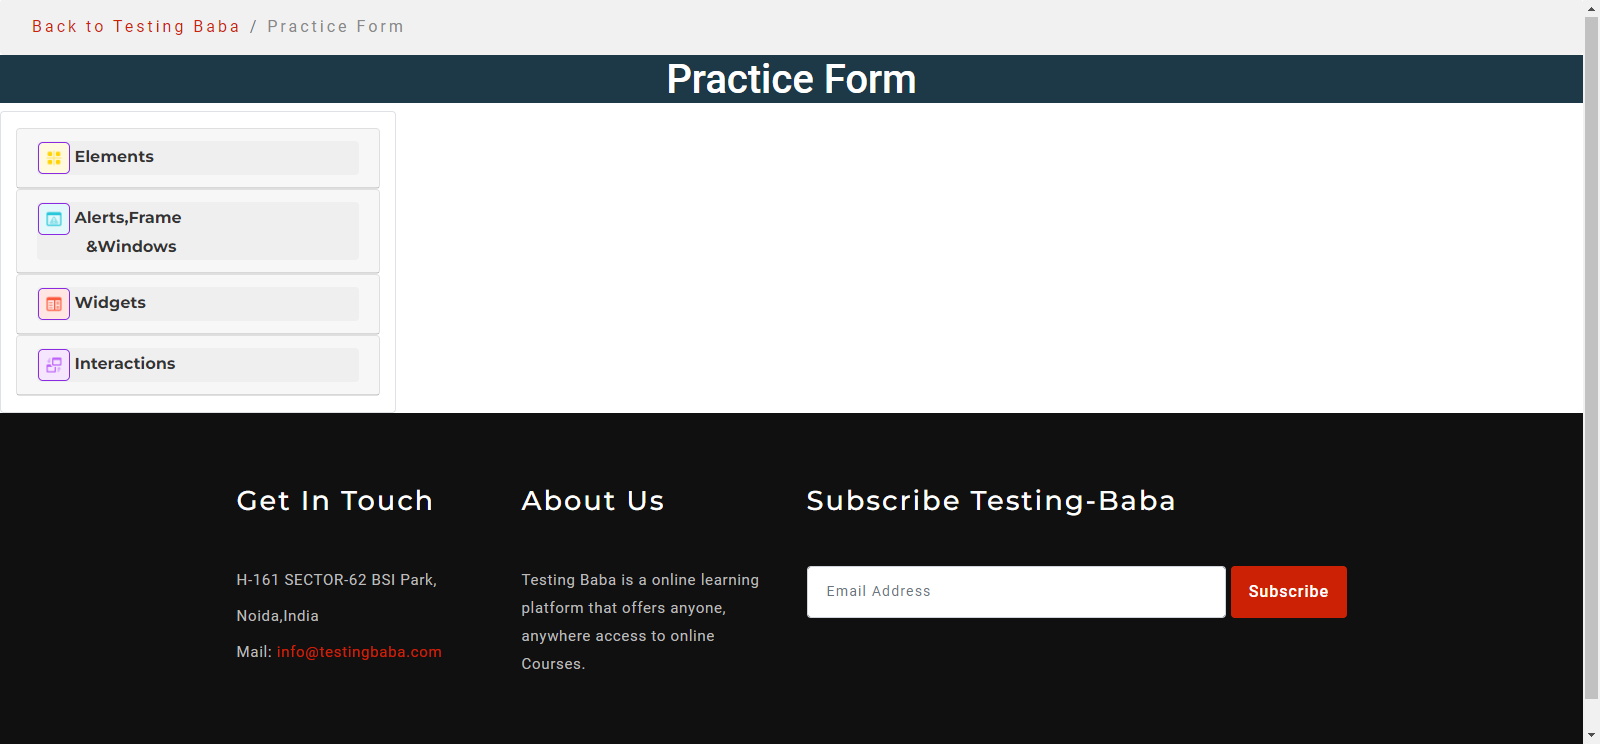 Back to Testing Baba / Practice Form
Practice Form
Elements
Alerts,Frame
&Windows
Widgets
Interactions
Get In Touch
H-161 SECTOR-62 BSI Park,
Noida,India
Mail: info@testingbaba.com
About Us
Testing Baba is a online learning
platform that offers anyone,
anywhere access to online
Courses.
Subscribe Testing-Baba
Email Address
Subscribe